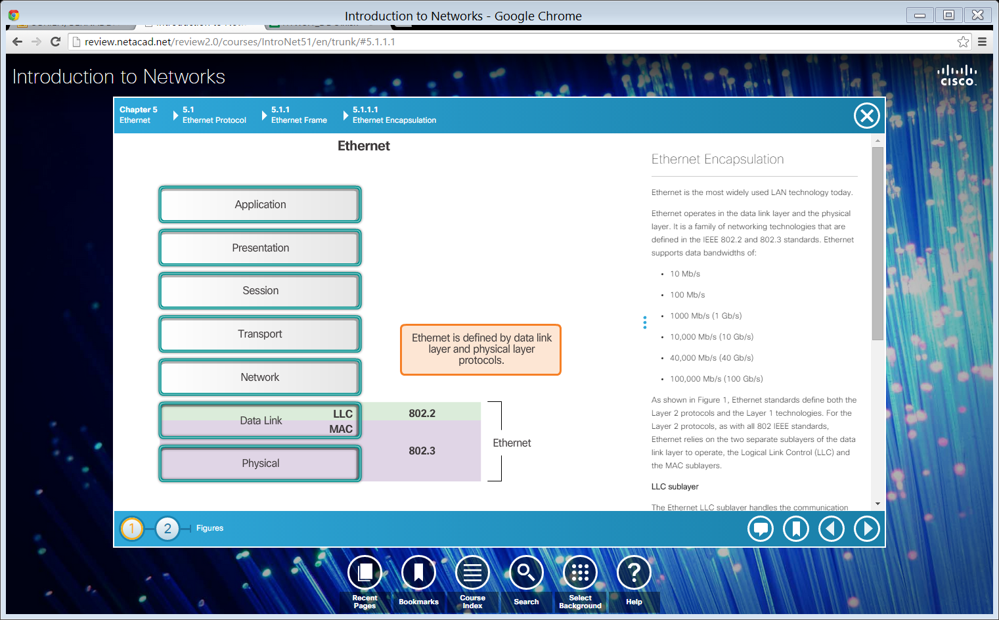 Introduction to Networks - Google Chrome
review.netacad.net/review2.0/courses/IntroNet51/en/trunk/#5.1.1.1
Introduction to Networks
CISCO
Chapter 5
Ethernet
5.1
Ethernet Protocol
5.1.1
Ethernet Frame
5.1.1.1
Ethernet Encapsulation
Ethernet
Application
Presentation
Session
Transport
Network
Data Link
LLC
MAC
Physical
802.2
802.3
Ethernet
Ethernet is defined by data link
layer and physical layer
protocols.
Ethernet Encapsulation
Ethernet is the most widely used LAN technology today.
Ethernet operates in the data link layer and the physical
layer. It is a family of networking technologies that are
defined in the IEEE 802.2 and 802.3 standards. Ethernet
supports data bandwidths of:
• 10 Mb/s
• 100 Mb/s
• 1000 Mb/s (1 Gb/s)
• 10,000 Mb/s (10 Gb/s)
• 40,000 Mb/s (40 Gb/s)
• 100,000 Mb/s (100 Gb/s)
As shown in Figure 1, Ethernet standards define both the
Layer 2 protocols and the Layer 1 technologies. For the
Layer 2 protocols, as with all 802 IEEE standards,
Ethernet relies on the two separate sublayers of the data
link layer to operate, the Logical Link Control (LLC) and
the MAC sublayers.
LLC sublayer
The Ethernet LLC sublayer handles the communication
1
2
Figures
Recent
Pages
Bookmarks
Course
Index
Search
Select
Background
?
Help